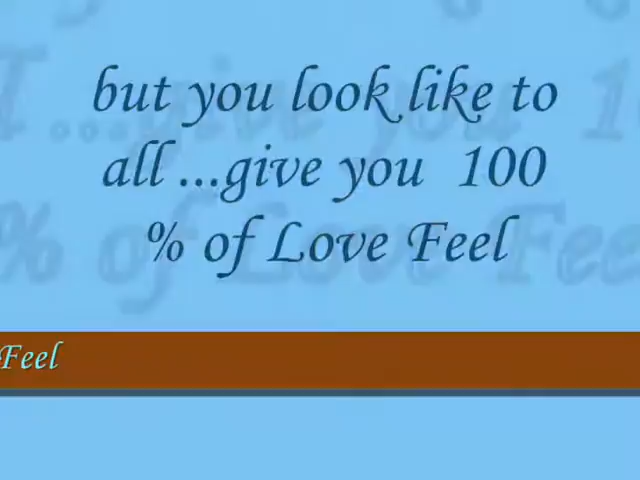 but you look like to
all ...give you 100
% of Love Feel
Feel